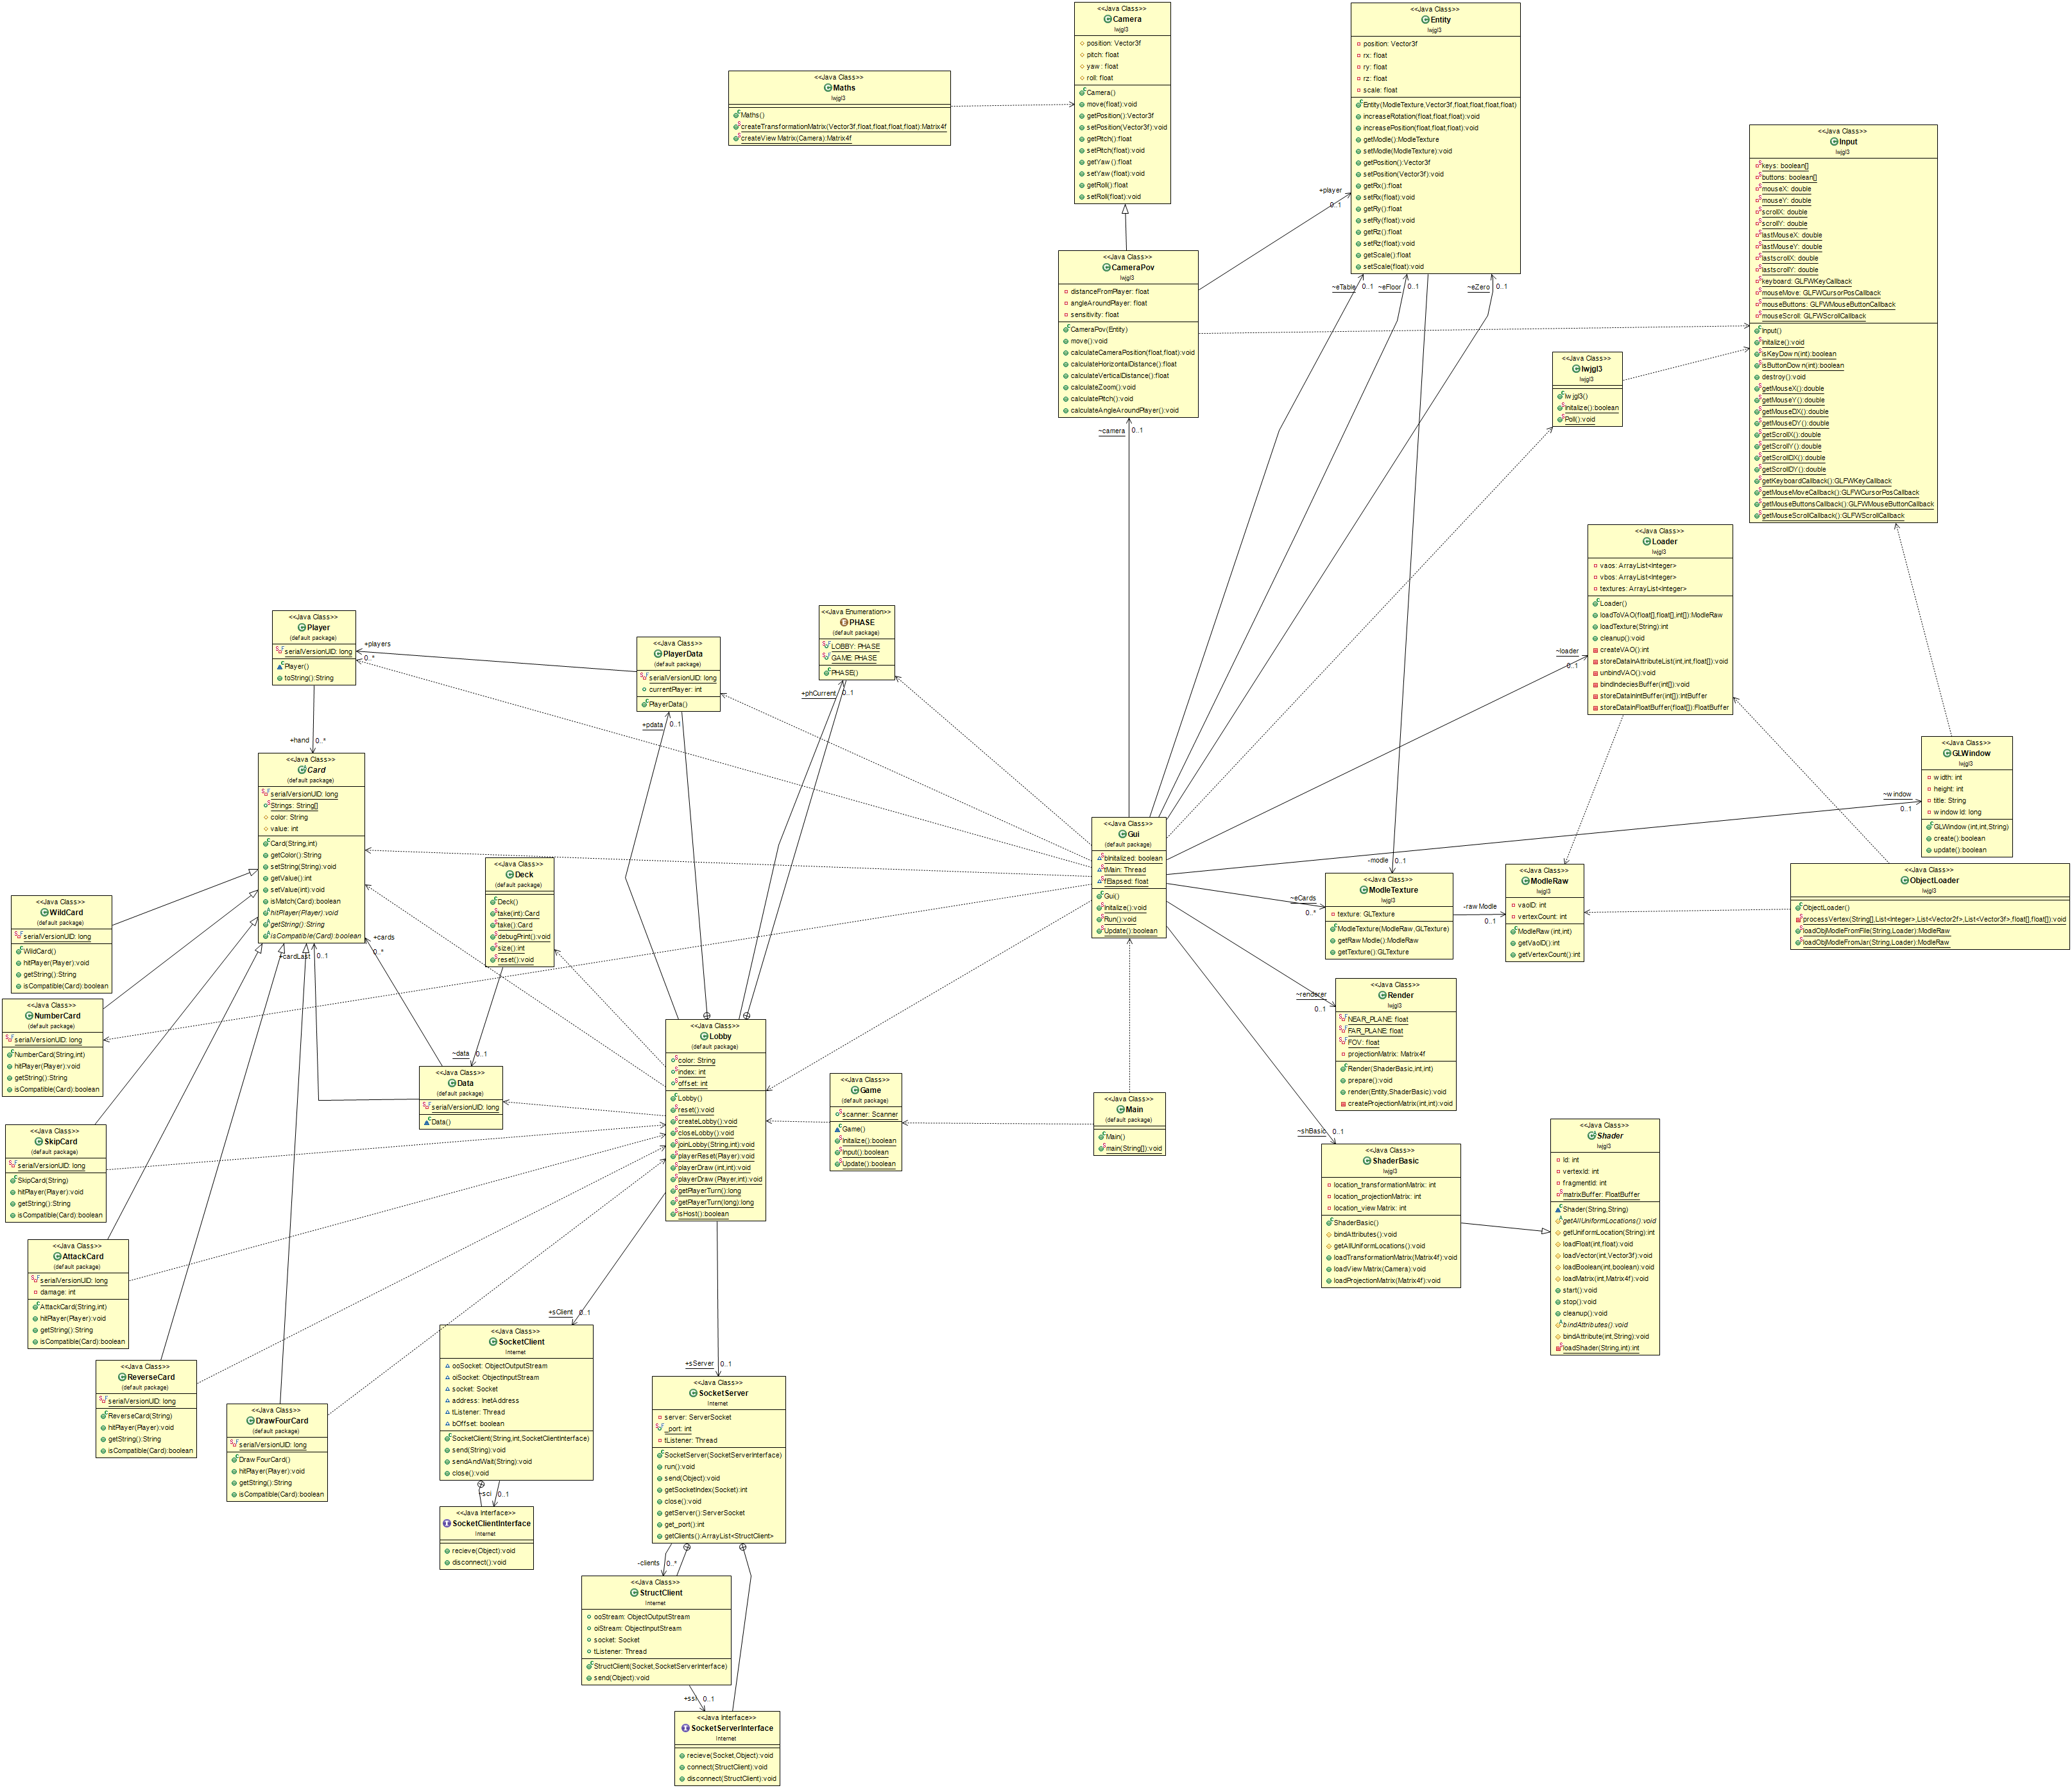 <<Java Class>>
Camera
lwjgl3
position: Vector3f
pitch: float
yaw: float
roll: float
Camera()
move(float):void
getPosition():Vector3f
setPosition(Vector3f):void
getPitch():float
setPitch(float):void
getYaw():float
setYaw(float):void
getRoll():float
setRoll(float):void
<<Java Class>>
Entity
lwjgl3
position: Vector3f
rx: float
ry: float
rz: float
scale: float
Entity(ModleTexture,Vector3f,float,float,float,float)
increaseRotation(float,float,float):void
increasePosition(float,float,float):void
getModle():ModleTexture
setModle(ModleTexture):void
getPosition():Vector3f
setPosition(Vector3f):void
getRx():float
setRx(float):void
getRy():float
setRy(float):void
getRz():float
setRz(float):void
getScale():float
setScale(float):void
<<Java Class>>
Maths
lwjgl3
Maths()
createTransformationMatrix(Vector3f,float,float,float,float):Matrix4f
createViewMatrix(Camera):Matrix4f
<<Java Class>>
Input
lwjgl3
keys: boolean[]
buttons: boolean[]
mouseX: double
mouseY: double
scrollX: double
scrollY: double
lastMouseX: double
lastMouseY: double
lastscrollX: double
lastscrollY: double
keyboard: GLFWKeyCallback
mouseMove: GLFWCursorPosCallback
mouseButtons: GLFWMouseButtonCallback
mouseScroll: GLFWScrollCallback
Input()
Initalize():void
isKeyDown(int):boolean
isButtonDown(int):boolean
destroy():void
getMouseX():double
getMouseY():double
getMouseDX():double
getMouseDY():double
getScrollX():double
getScrollY():double
getScrollDX():double
getScrollDY():double
getKeyboardCallback():GLFWKeyCallback
getMouseMoveCallback():GLFWCursorPosCallback
getMouseButtonsCallback():GLFWMouseButtonCallback
getMouseScrollCallback():GLFWScrollCallback
+player
0..1
<<Java Class>>
CameraPov
lwjgl3
distanceFromPlayer: float
angleAroundPlayer: float
sensitivity: float
CameraPov(Entity)
move():void
calculateCameraPosition(float,float):void
calculateHorizontalDistance():float
calculateVerticalDistance():float
calculateZoom():void
calculatePitch():void
calculateAngleAroundPlayer():void
~eTable 0..1
~eFloor 0..1
~eZero 0..1
~camera 0..1
<<Java Class>>
lwjgl3
lwjgl3
lwjgl3()
Initalize():boolean
Poll():void
<<Java Class>>
Loader
lwjgl3
vaos: ArrayList<Integer>
vbos: ArrayList<Integer>
textures: ArrayList<Integer>
Loader()
loadToVAO(float[],float[],int[]):ModleRaw
loadTexture(String):int
cleanup():void
createVAO():int
storeDataInAttributeList(int,int,float[]):void
unbindVAO():void
bindIndeciesBuffer(int[]):void
storeDataInIntBuffer(int[]):IntBuffer
storeDataInFloatBuffer(float[]):FloatBuffer
~loader
0..1
<<Java Class>>
Player
(default package)
serialVersionUID: long
Player()
toString():String
+players
0..*
<<Java Class>>
PlayerData
(default package)
serialVersionUID: long
currentPlayer: int
PlayerData()
<<Java Enumeration>>
PHASE
(default package)
LOBBY: PHASE
GAME: PHASE
PHASE()
+phCurrent 0..1
+pdata 0..1
+hand 0..*
<<Java Class>>
GLWindow
lwjgl3
width: int
height: int
title: String
windowId: long
GLWindow(int,int,String)
create():boolean
update():boolean
~window
0..1
<<Java Class>>
Card
(default package)
serialVersionUID: long
Strings: String[]
color: String
value: int
Card(String,int)
getColor():String
setString(String):void
getValue():int
setValue(int):void
isMatch(Card):boolean
hitPlayer(Player):void
getString():String
isCompatible(Card):boolean
+cardLast 0..1
+cards
0..*
<<Java Class>>
Gui
(default package)
bInitalized: boolean
tMain: Thread
fElapsed: float
Gui()
Initalize():void
Run():void
Update():boolean
<<Java Class>>
Deck
(default package)
Deck()
take(int):Card
take():Card
debugPrint():void
size():int
reset():void
-modle 0..1
~eCards
0..*
<<Java Class>>
ModleTexture
lwjgl3
texture: GLTexture
ModleTexture(ModleRaw,GLTexture)
getRawModle():ModleRaw
getTexture():GLTexture
-rawModle
0..1
<<Java Class>>
ModleRaw
lwjgl3
vaoID: int
vertexCount: int
ModleRaw(int,int)
getVaoID():int
getVertexCount():int
<<Java Class>>
ObjectLoader
lwjgl3
ObjectLoader()
processVertex(String[],List<Integer>,List<Vector2f>,List<Vector3f>,float[],float[]):void
loadObjModeFromFile(String,Loader):ModleRaw
loadObjModeFromJar(String,Loader):ModleRaw
<<Java Class>>
WildCard
(default package)
serialVersionUID: long
WildCard()
hitPlayer(Player):void
getString():String
isCompatible(Card):boolean
<<Java Class>>
NumberCard
(default package)
serialVersionUID: long
NumberCard(String,int)
hitPlayer(Player):void
getString():String
isCompatible(Card):boolean
~data 0..1
<<Java Class>>
Data
(default package)
serialVersionUID: long
Data()
<<Java Class>>
Lobby
(default package)
color: String
index: int
offset: int
Lobby()
reset():void
createLobby():void
closeLobby():void
joinLobby(String,int):void
playerReset(Player):void
playerDraw(int,int):void
playerDraw(Player,int):void
getPlayerTurn():long
getPlayerTurn(long):long
isHost():boolean
<<Java Class>>
Game
(default package)
scanner: Scanner
Game()
Initalize():boolean
Input():boolean
Update():boolean
<<Java Class>>
Main
(default package)
Main()
main(String[]):void
~renderer
0..1
<<Java Class>>
Render
lwjgl3
NEAR_PLANE: float
FAR_PLANE: float
FOV: float
projectionMatrix: Matrix4f
Render(ShaderBasic,int,int)
prepare():void
render(Entity,ShaderBasic):void
createProjectionMatrix(int,int):void
~shBasic 0..1
<<Java Class>>
ShaderBasic
lwjgl3
location_transformationMatrix: int
location_projectionMatrix: int
location_viewMatrix: int
ShaderBasic()
bindAttributes():void
getAllUniformLocations():void
loadTransformationMatrix(Matrix4f):void
loadViewMatrix(Camera):void
loadProjectionMatrix(Matrix4f):void
<<Java Class>>
Shader
lwjgl3
Id: int
vertexId: int
fragmentId: int
matrixBuffer: FloatBuffer
Shader(String,String)
getAllUniformLocations():void
getUniformLocation(String):int
loadFloat(int,float):void
loadVector(int,Vector3f):void
loadBoolean(int,boolean):void
loadMatrix(int,Matrix4f):void
start():void
stop():void
cleanup():void
bindAttributes():void
bindAttribute(int,String):void
loadShader(String,int):int
<<Java Class>>
SkipCard
(default package)
serialVersionUID: long
SkipCard(String)
hitPlayer(Player):void
getString():String
isCompatible(Card):boolean
<<Java Class>>
AttackCard
(default package)
serialVersionUID: long
damage: int
AttackCard(String,int)
hitPlayer(Player):void
getString():String
isCompatible(Card):boolean
<<Java Class>>
ReverseCard
(default package)
serialVersionUID: long
ReverseCard(String)
hitPlayer(Player):void
getString():String
isCompatible(Card):boolean
<<Java Class>>
DrawFourCard
(default package)
serialVersionUID: long
DrawFourCard()
hitPlayer(Player):void
getString():String
isCompatible(Card):boolean
+sClient 0..1
<<Java Class>>
SocketClient
Internet
ooSocket: ObjectOutputStream
oiSocket: ObjectInputStream
socket: Socket
address: InetAddress
tListener: Thread
bOffset: boolean
SocketClient(String,int,SocketClientInterface)
send(String):void
sendAndWait(String):void
close():void
~sci 0..1
<<Java Interface>>
SocketClientInterface
Internet
recieve(Object):void
disconnect():void
+sServer 0..1
<<Java Class>>
SocketServer
Internet
server: ServerSocket
_port: int
tListener: Thread
SocketServer(SocketServerInterface)
run():void
send(Object):void
getSocketIndex(Socket):int
close():void
getServer():ServerSocket
get_port():int
getClients():ArrayList<StructClient>
-clients 0..*
<<Java Class>>
StructClient
Internet
ooStream: ObjectOutputStream
oiStream: ObjectInputStream
socket: Socket
tListener: Thread
StructClient(Socket,SocketServerInterface)
send(Object):void
+ssi 0..1
<<Java Interface>>
SocketServerInterface
Internet
recieve(Socket,Object):void
connect(StructClient):void
disconnect(StructClient):void